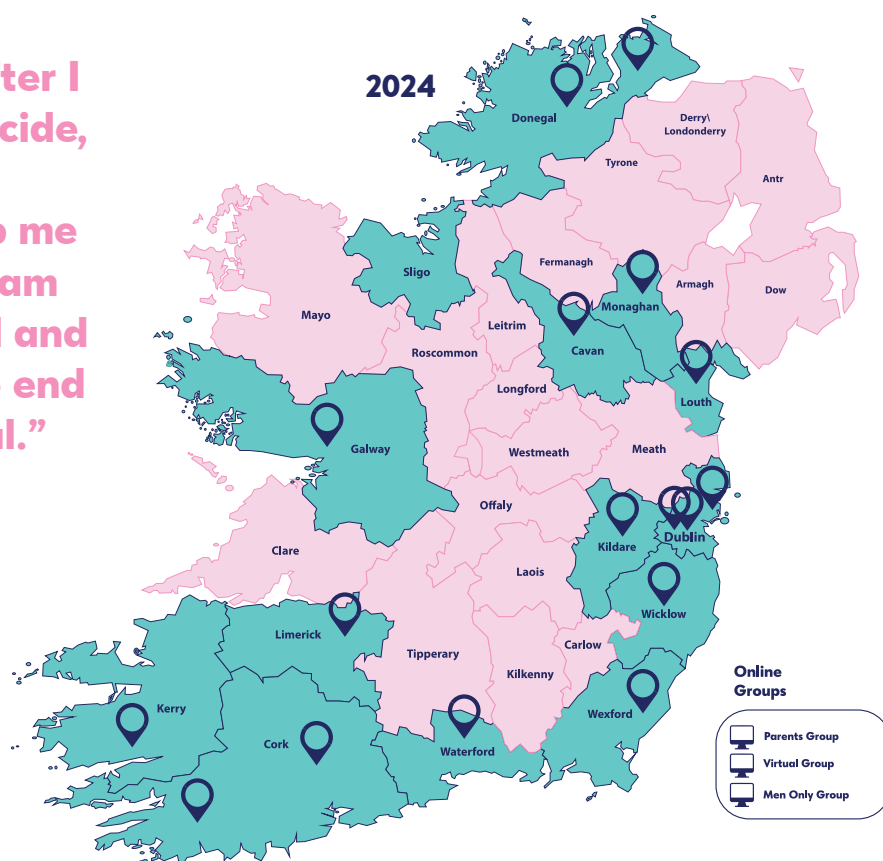 ter I
cide,
me
am
and
end
l.”
2024
Donegal
Derry\
Londonderry
Tyrone
Antr
Fermanagh
Armagh
Dow
Sligo
Monaghan
Mayo
Leitrim
Cavan
Roscommon
Longford
Louth
Galway
Westmeath
Meath
Offaly
Kildare
Dublin
Clare
Laois
Wicklow
Limerick
Tipperary
Carlow
Kilkenny
Kerry
Cork
Waterford
Wexford
Online
Groups
Parents Group
Virtual Group
Men Only Group